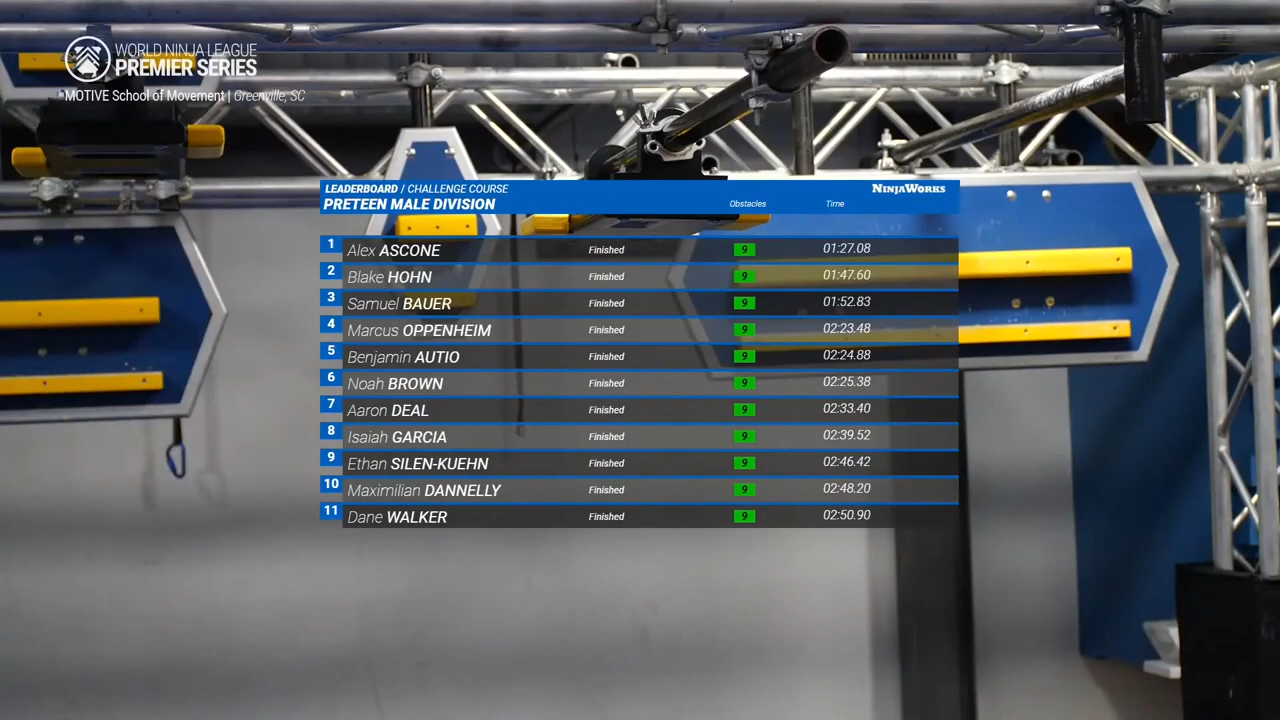 WORLD NINJA LEAGUE
PREMIER SERIES
MOTIVE School of Movement | Greenville, SC
LEADERBOARD / CHALLENGE COURSE
PRETEEN MALE DIVISION Obstacles Time NINJAWORKS
1 Alex ASCONE Finished 9 01:27.08
2 Blake HOHN Finished 9 01:47.60
3 Samuel BAUER Finished 9 01:52.83
4 Marcus OPPENHEIM Finished 9 02:23.48
5 Benjamin AUTIO Finished 9 02:24.88
6 Noah BROWN Finished 9 02:25.38
7 Aaron DEAL Finished 9 02:33.40
8 Isaiah GARCIA Finished 9 02:39.52
9 Ethan SILEN-KUEHN Finished 9 02:46.42
10 Maximilian DANNELLY Finished 9 02:48.20
11 Dane WALKER Finished 9 02:50.90